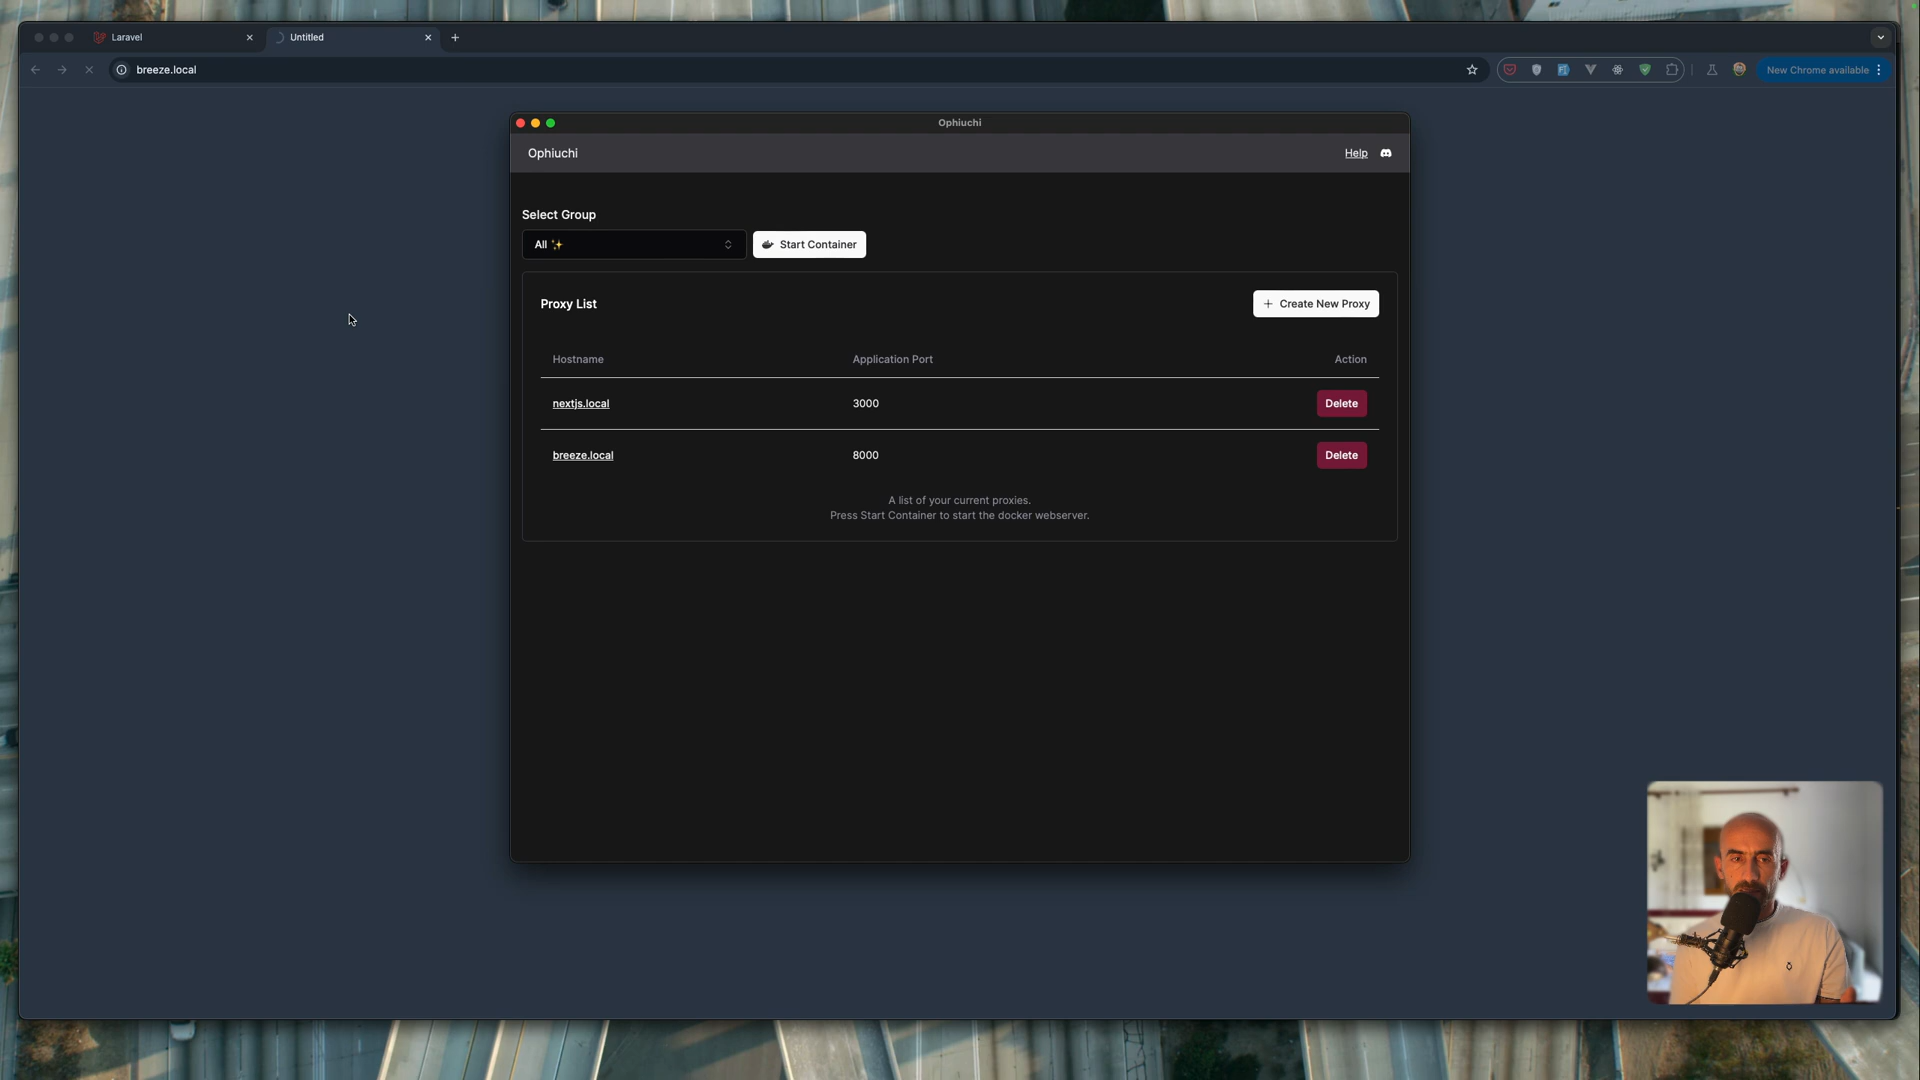 Laravel
Untitled
breeze.local
New Chrome available
Ophiuchi
Ophiuchi
Help
Select Group
All ✨
Start Container
Proxy List
+ Create New Proxy
Hostname Application Port Action
nextjs.local 3000 Delete
breeze.local 8000 Delete
A list of your current proxies.
Press Start Container to start the docker webserver.